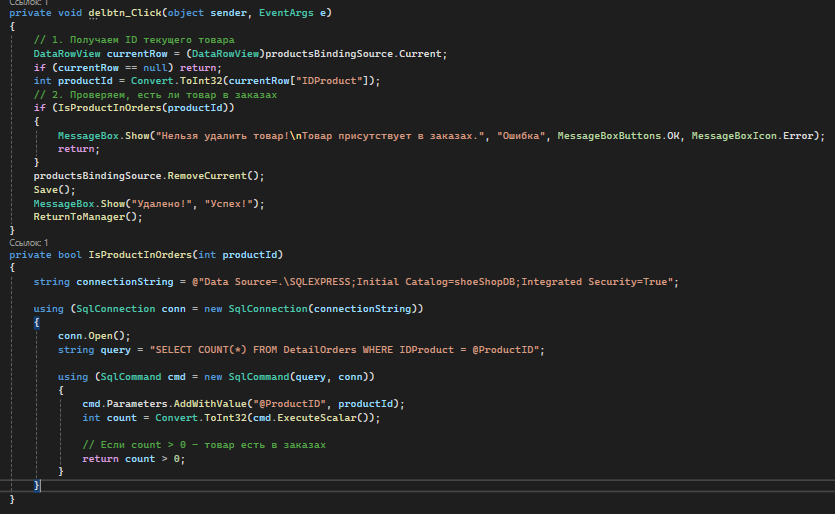 Ссылок: 1
private void delbtn_Click(object sender, EventArgs e)
{
    // 1. Получаем ID текущего товара
    DataRowView currentRow = (DataRowView)productsBindingSource.Current;
    if (currentRow == null) return;
    int productId = Convert.ToInt32(currentRow["IDProduct"]);
    // 2. Проверяем, есть ли товар в заказах
    if (IsProductInOrders(productId))
    {
        MessageBox.Show("Нельзя удалить товар!\nТовар присутствует в заказах.", "Ошибка", MessageBoxButtons.OK, MessageBoxIcon.Error);
        return;
    }
    productsBindingSource.RemoveCurrent();
    Save();
    MessageBox.Show("Удалено!", "Успех!");
    ReturnToManager();
}
Ссылок: 1
private bool IsProductInOrders(int productId)
{
    string connectionString = @"Data Source=.\SQLEXPRESS;Initial Catalog=shoeShopDB;Integrated Security=True";

    using (SqlConnection conn = new SqlConnection(connectionString))
    {
        conn.Open();
        string query = "SELECT COUNT(*) FROM DetailOrders WHERE IDProduct = @ProductID";

        using (SqlCommand cmd = new SqlCommand(query, conn))
        {
            cmd.Parameters.AddWithValue("@ProductID", productId);
            int count = Convert.ToInt32(cmd.ExecuteScalar());

            // Если count > 0 — товар есть в заказах
            return count > 0;
        }
    }
}